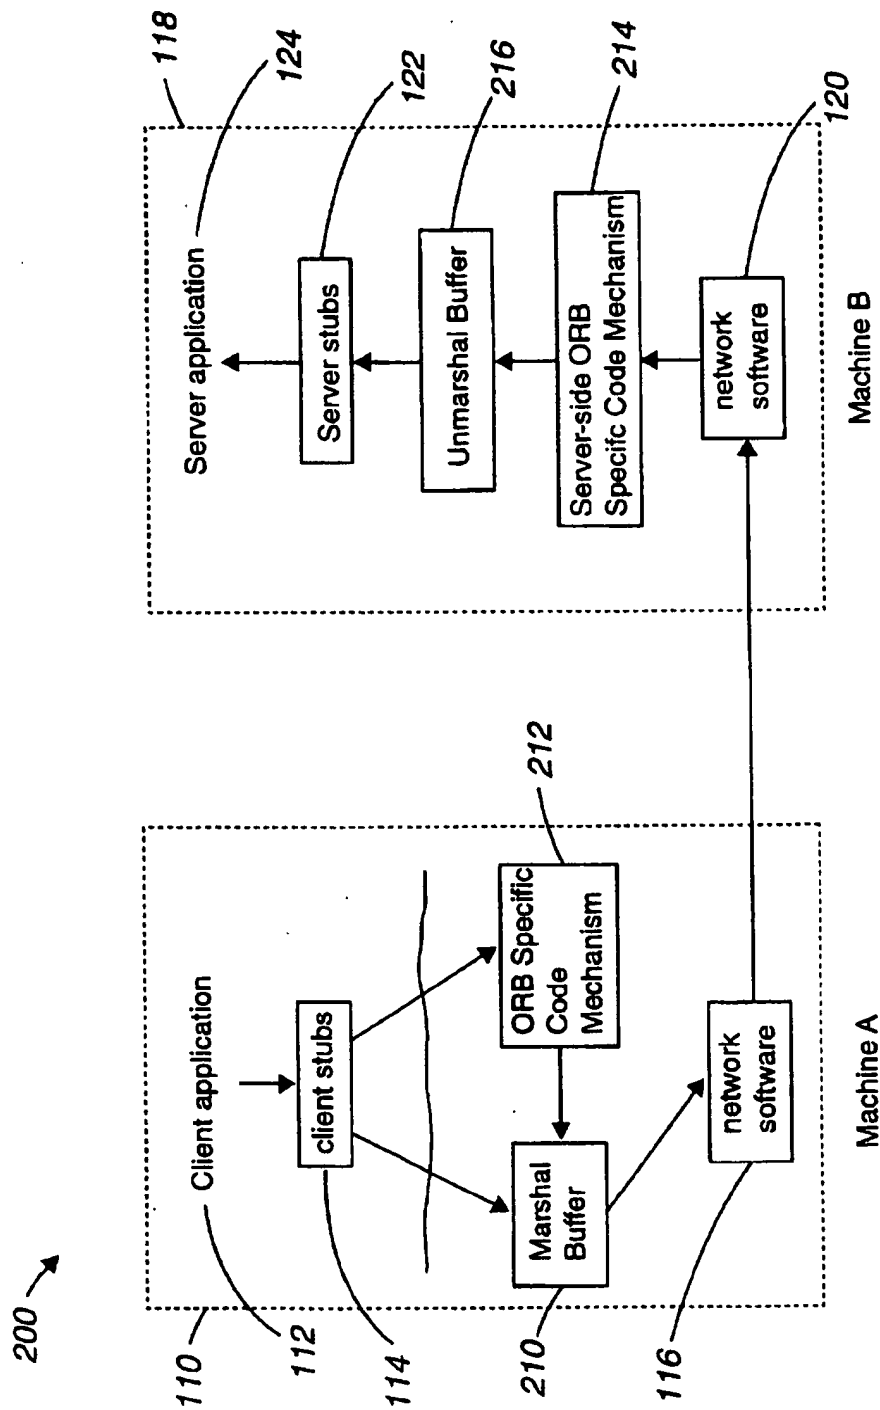 200
110
112
Client application
114
client stubs
212
ORB Specific
Code
Mechanism
210
Marshal
Buffer
116
network
software
Machine A
118
124
Server application
122
Server stubs
216
Unmarshal Buffer
214
Server-side ORB
Specifc Code Mechanism
120
network
software
Machine B